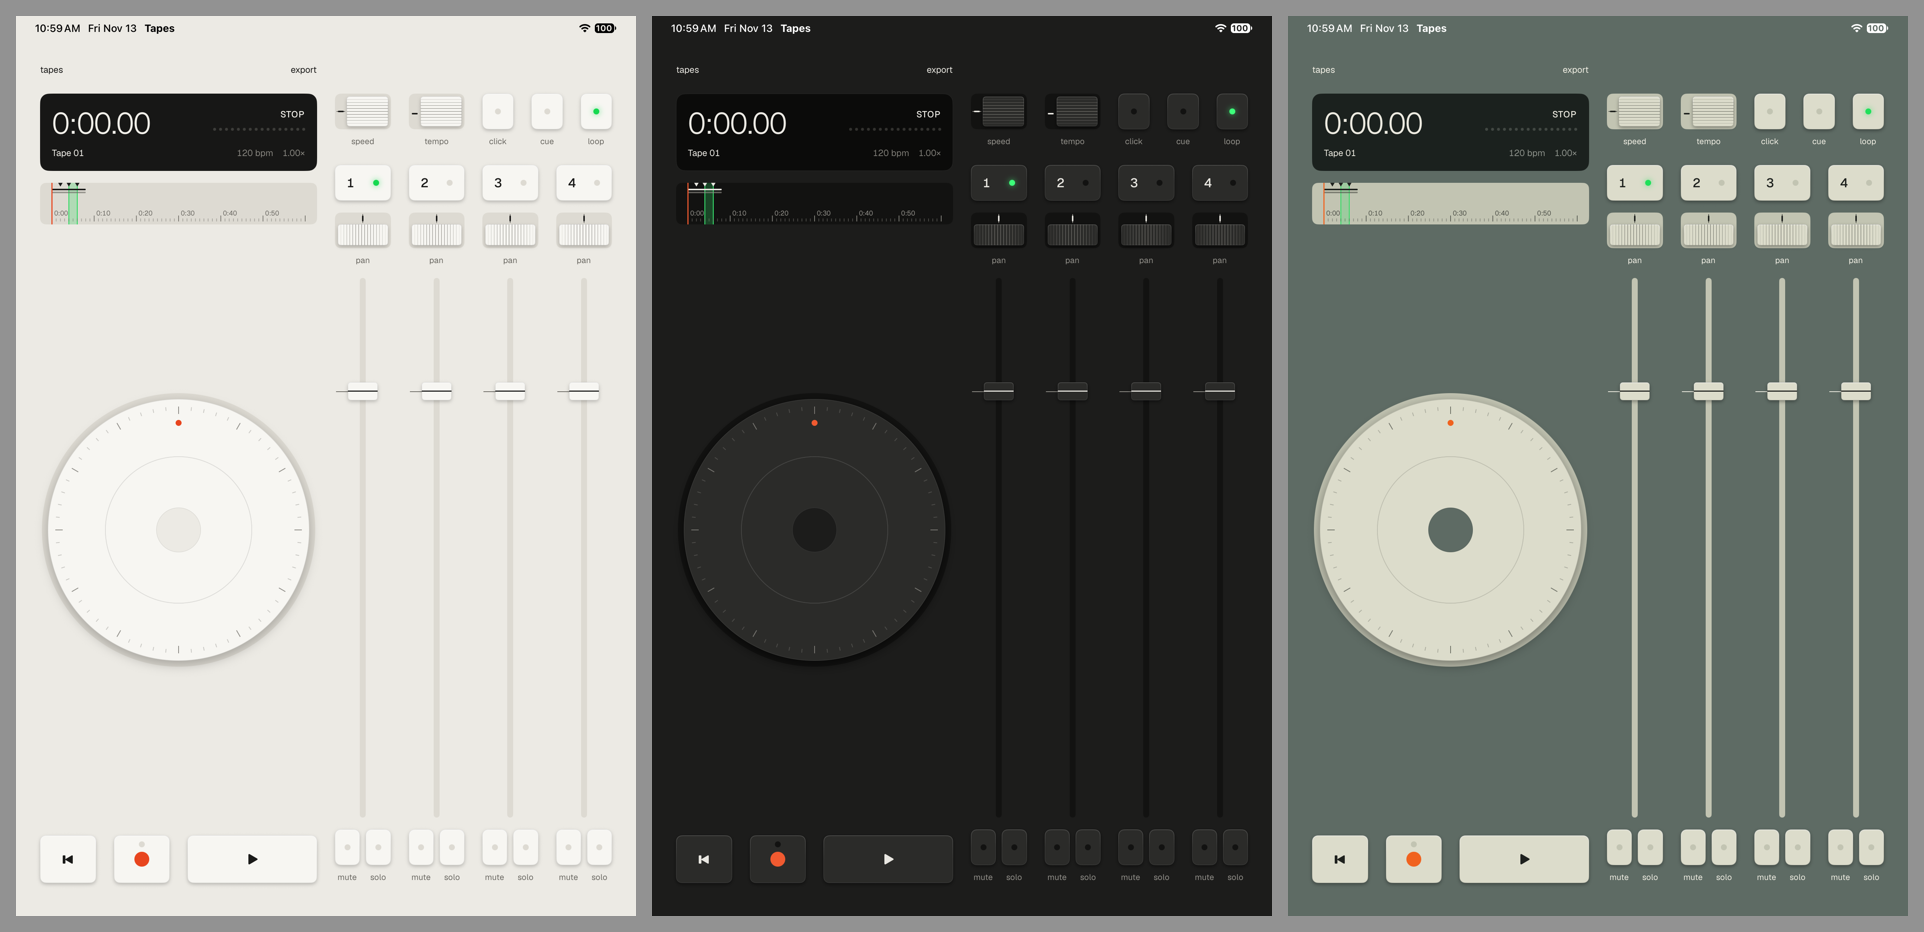 10:59 AM Fri Nov 13 Tapes 100
tapes export
0:00.00 STOP
Tape 01 120 bpm 1.00×
speed tempo click cue loop
1 2 3 4
0:00 0:10 0:20 0:30 0:40 0:50
pan pan pan pan
mute solo mute solo mute solo mute solo
10:59 AM Fri Nov 13 Tapes 100
tapes export
0:00.00 STOP
Tape 01 120 bpm 1.00×
speed tempo click cue loop
1 2 3 4
0:00 0:10 0:20 0:30 0:40 0:50
pan pan pan pan
mute solo mute solo mute solo mute solo
10:59 AM Fri Nov 13 Tapes 100
tapes export
0:00.00 STOP
Tape 01 120 bpm 1.00×
speed tempo click cue loop
1 2 3 4
0:00 0:10 0:20 0:30 0:40 0:50
pan pan pan pan
mute solo mute solo mute solo mute solo